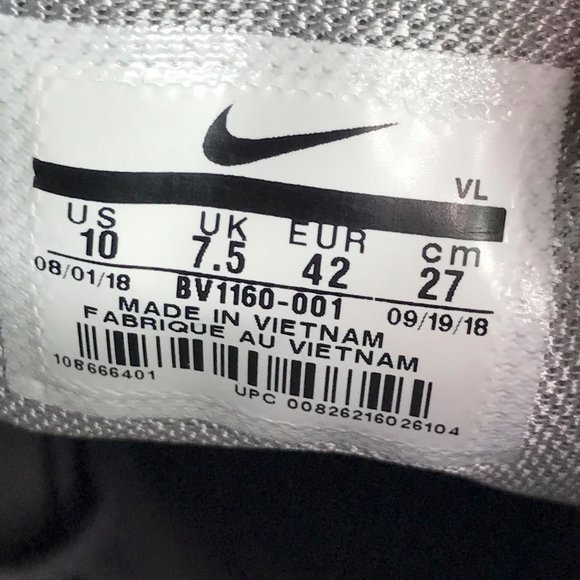 VL
US UK EUR cm
10 7.5 42 27
08/01/18 BV1160-001 09/19/18
MADE IN VIETNAM
FABRIQUE AU VIETNAM
108666401
UPC 00826216026104